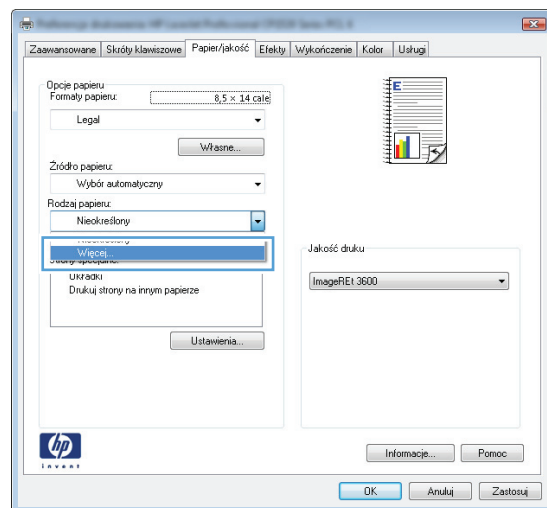 Zaawansowane Skróty klawiszowe Papier/jakość Efekty Wykończenie Kolor Usługi
Opcje papieru
Formaty papieru: 8,5 × 14 cale
Legal
Własne...
Źródło papieru:
Wybór automatyczny
Rodzaj papieru:
Nieokreślony
Więcej...
Okładki
Drukuj strony na innym papierze
Ustawienia...
E
Jakość druku
ImageREt 3600
hp
invent
Informacje... Pomoc
OK Anuluj Zastosuj